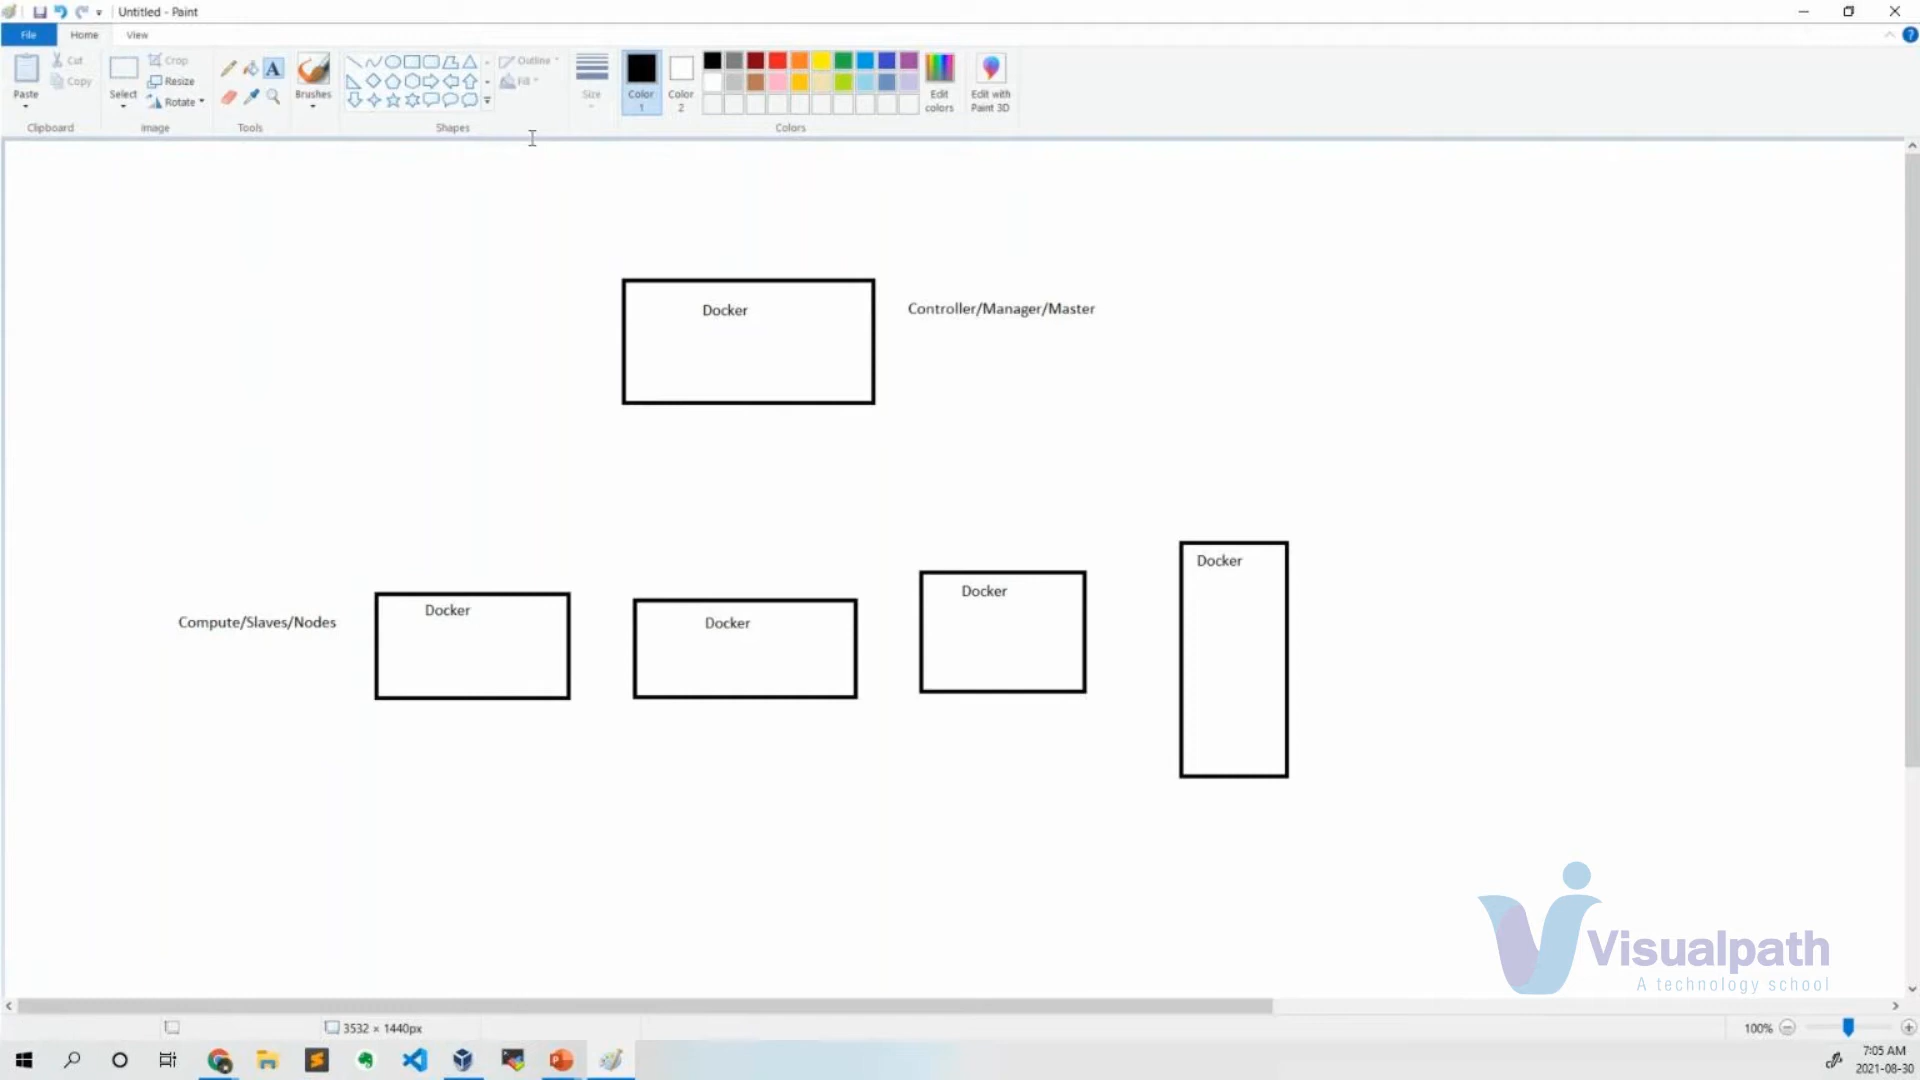 Untitled - Paint
File Home View
Paste
Cut
Copy
Clipboard
Select
Crop
Resize
Rotate
Image
Tools
Brushes
Shapes
Outline
Fill
Size
Color
1
Color
2
Colors
Edit
colors
Edit with
Paint 3D
Docker
Controller/Manager/Master
Docker
Docker
Docker
Docker
Compute/Slaves/Nodes
Visualpath
A technology school
3532 × 1440px
100%
7:05 AM
2021-08-30